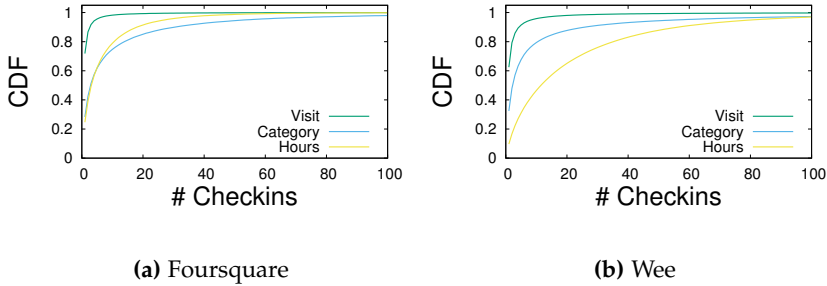 CDF
1
0.8
0.6
0.4
0.2
0
0 20 40 60 80 100
# Checkins
Visit
Category
Hours
(a) Foursquare
CDF
1
0.8
0.6
0.4
0.2
0
0 20 40 60 80 100
# Checkins
Visit
Category
Hours
(b) Wee